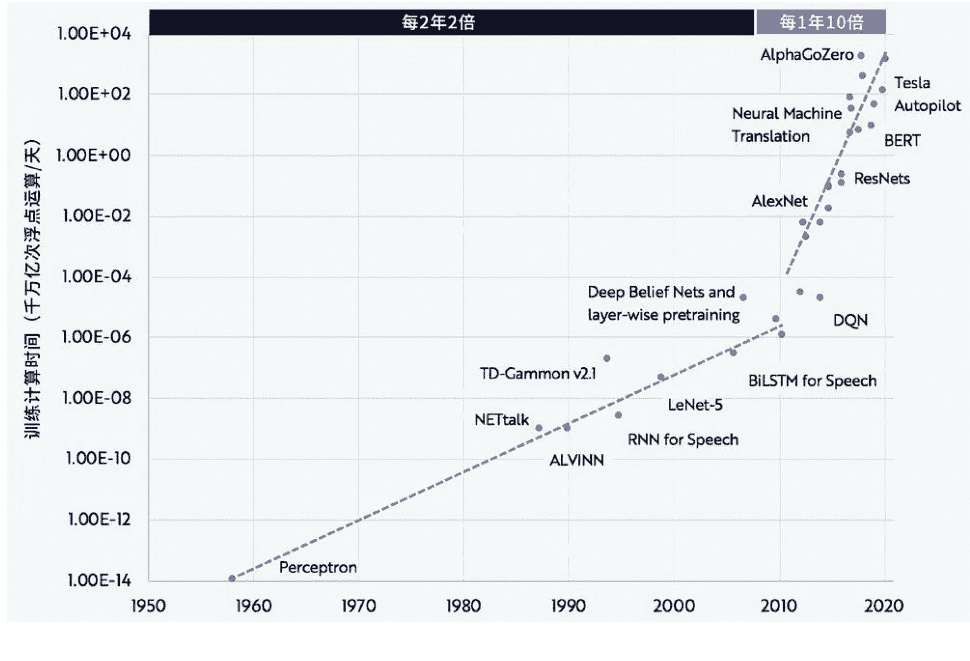 每2年2倍
每1年10倍
训练计算时间（千万亿次浮点运算/天）
1.00E+04
1.00E+02
1.00E+00
1.00E-02
1.00E-04
1.00E-06
1.00E-08
1.00E-10
1.00E-12
1.00E-14
AlphaGoZero
Tesla
Autopilot
Neural Machine
Translation
BERT
ResNets
AlexNet
Deep Belief Nets and
layer-wise pretraining
DQN
TD-Gammon v2.1
BiLSTM for Speech
LeNet-5
NETtalk
RNN for Speech
ALVINN
Perceptron
1950
1960
1970
1980
1990
2000
2010
2020